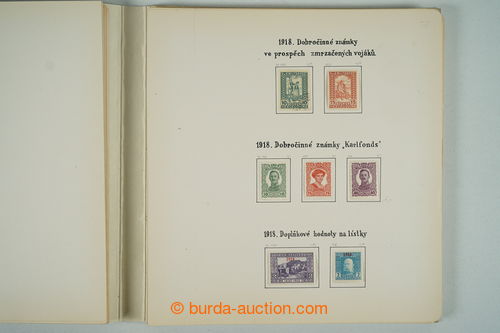 1918. Dobročinné známky
ve prospěch zmrzačených vojáků.
1918. Dobročinné známky „Karlfonds"
1918. Doplňkové hodnoty na lístky
© burda-auction.com